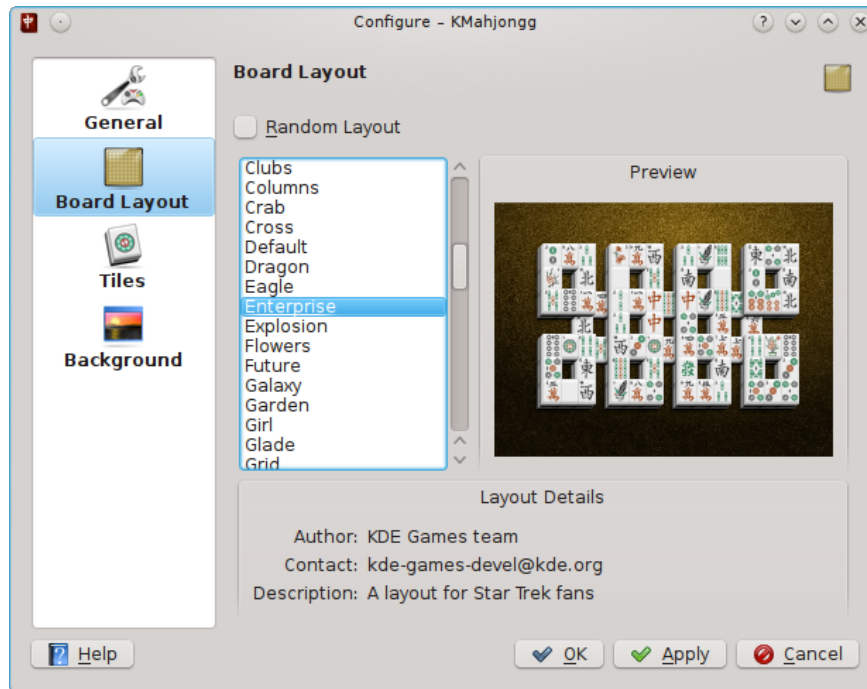 Configure – KMahjongg
General
Board Layout
Tiles
Background
Board Layout
Random Layout
Clubs
Columns
Crab
Cross
Default
Dragon
Eagle
Enterprise
Explosion
Flowers
Future
Galaxy
Garden
Girl
Glade
Grid
Preview
Layout Details
Author: KDE Games team
Contact: kde-games-devel@kde.org
Description: A layout for Star Trek fans
Help
OK
Apply
Cancel